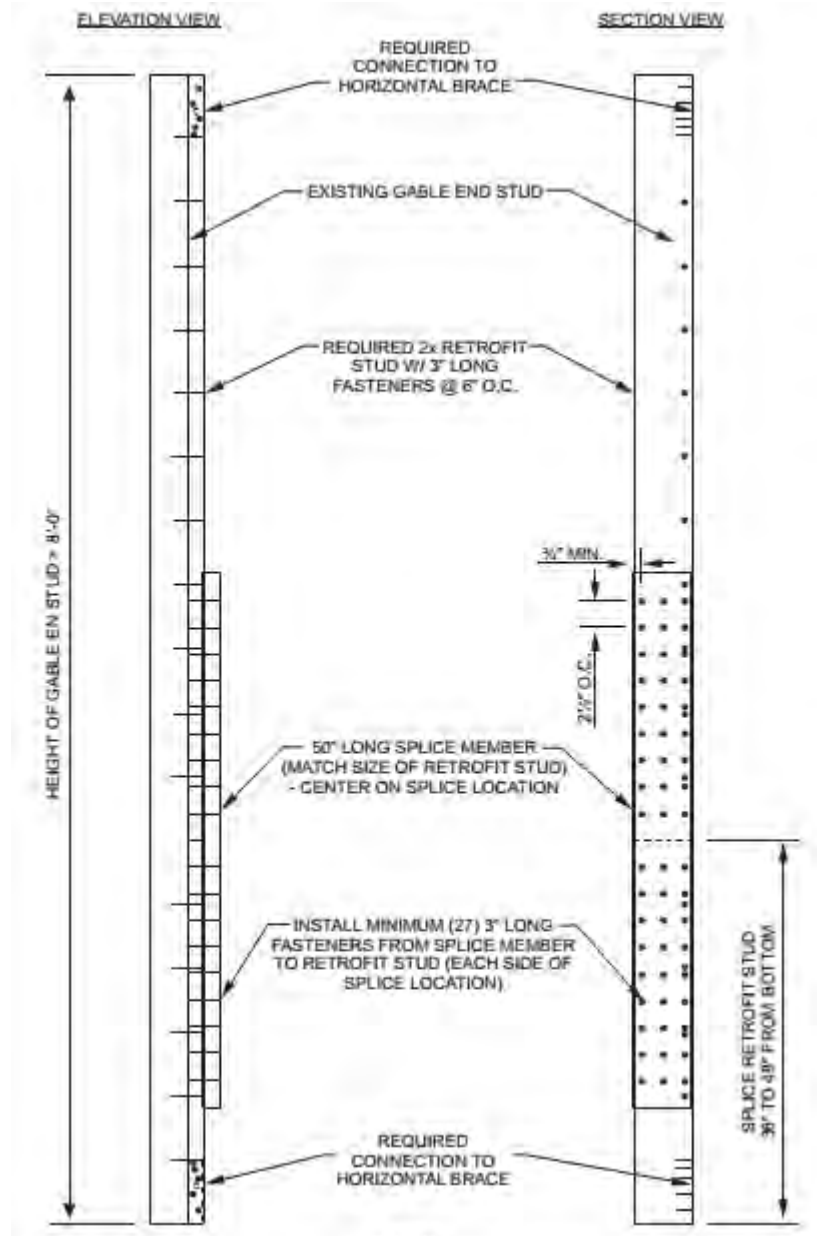 ELEVATION VIEW
SECTION VIEW
REQUIRED
CONNECTION TO
HORIZONTAL BRACE
EXISTING GABLE END STUD
REQUIRED 2x RETROFIT
STUD W/ 3" LONG
FASTENERS @ 6" O.C.
HEIGHT OF GABLE EN STUD > 8'-0"
¾" MIN.
2½" O.C.
50" LONG SPLICE MEMBER
(MATCH SIZE OF RETROFIT STUD)
- CENTER ON SPLICE LOCATION
INSTALL MINIMUM (27) 3" LONG
FASTENERS FROM SPLICE MEMBER
TO RETROFIT STUD (EACH SIDE OF
SPLICE LOCATION)
SPLICE RETROFIT STUD
36" TO 48" FROM BOTTOM
REQUIRED
CONNECTION TO
HORIZONTAL BRACE